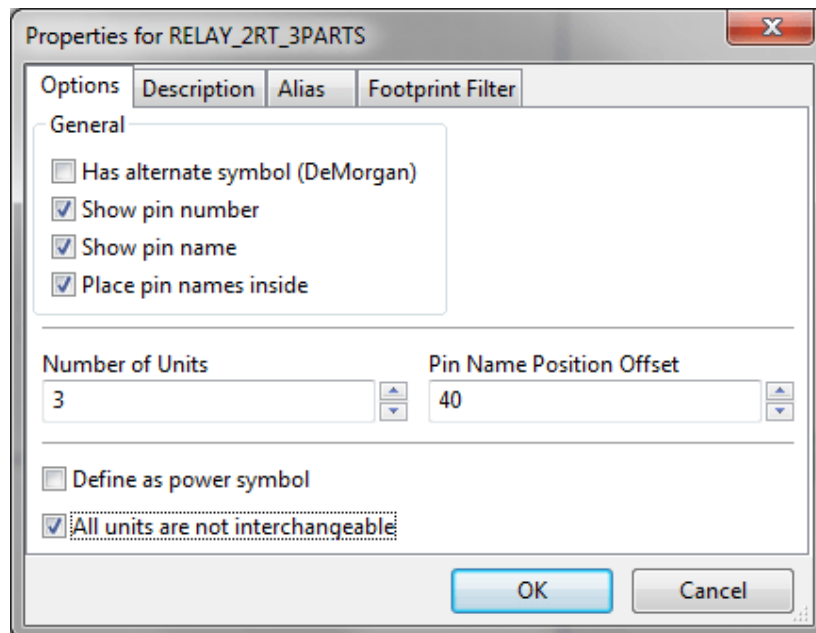 Properties for RELAY_2RT_3PARTS
Options Description Alias Footprint Filter
General
Has alternate symbol (DeMorgan)
Show pin number
Show pin name
Place pin names inside
Number of Units Pin Name Position Offset
3 40
Define as power symbol
All units are not interchangeable
OK Cancel